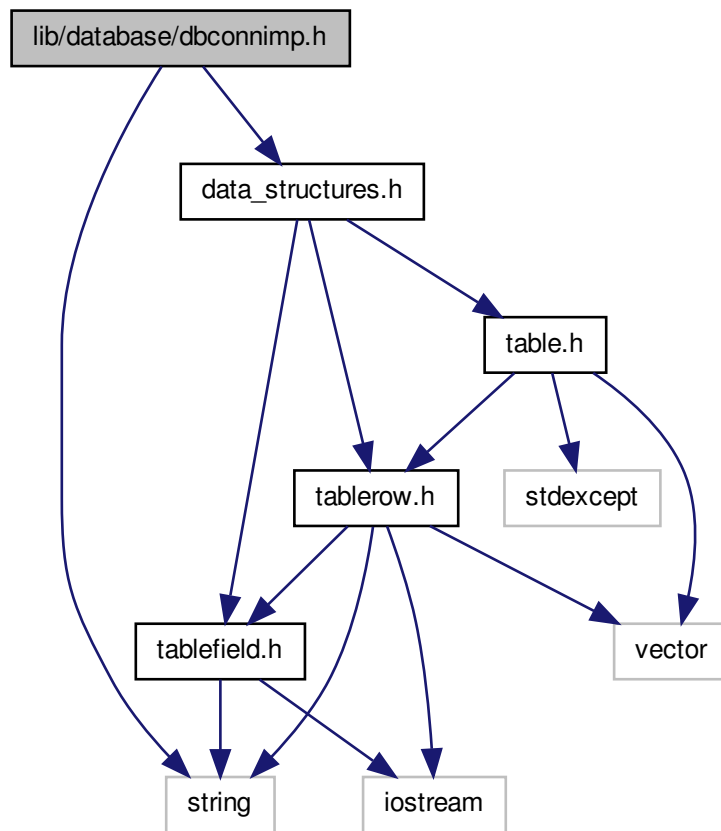 lib/database/dbconnimp.h
data_structures.h
table.h
tablerow.h
stdexcept
tablefield.h
vector
string
iostream